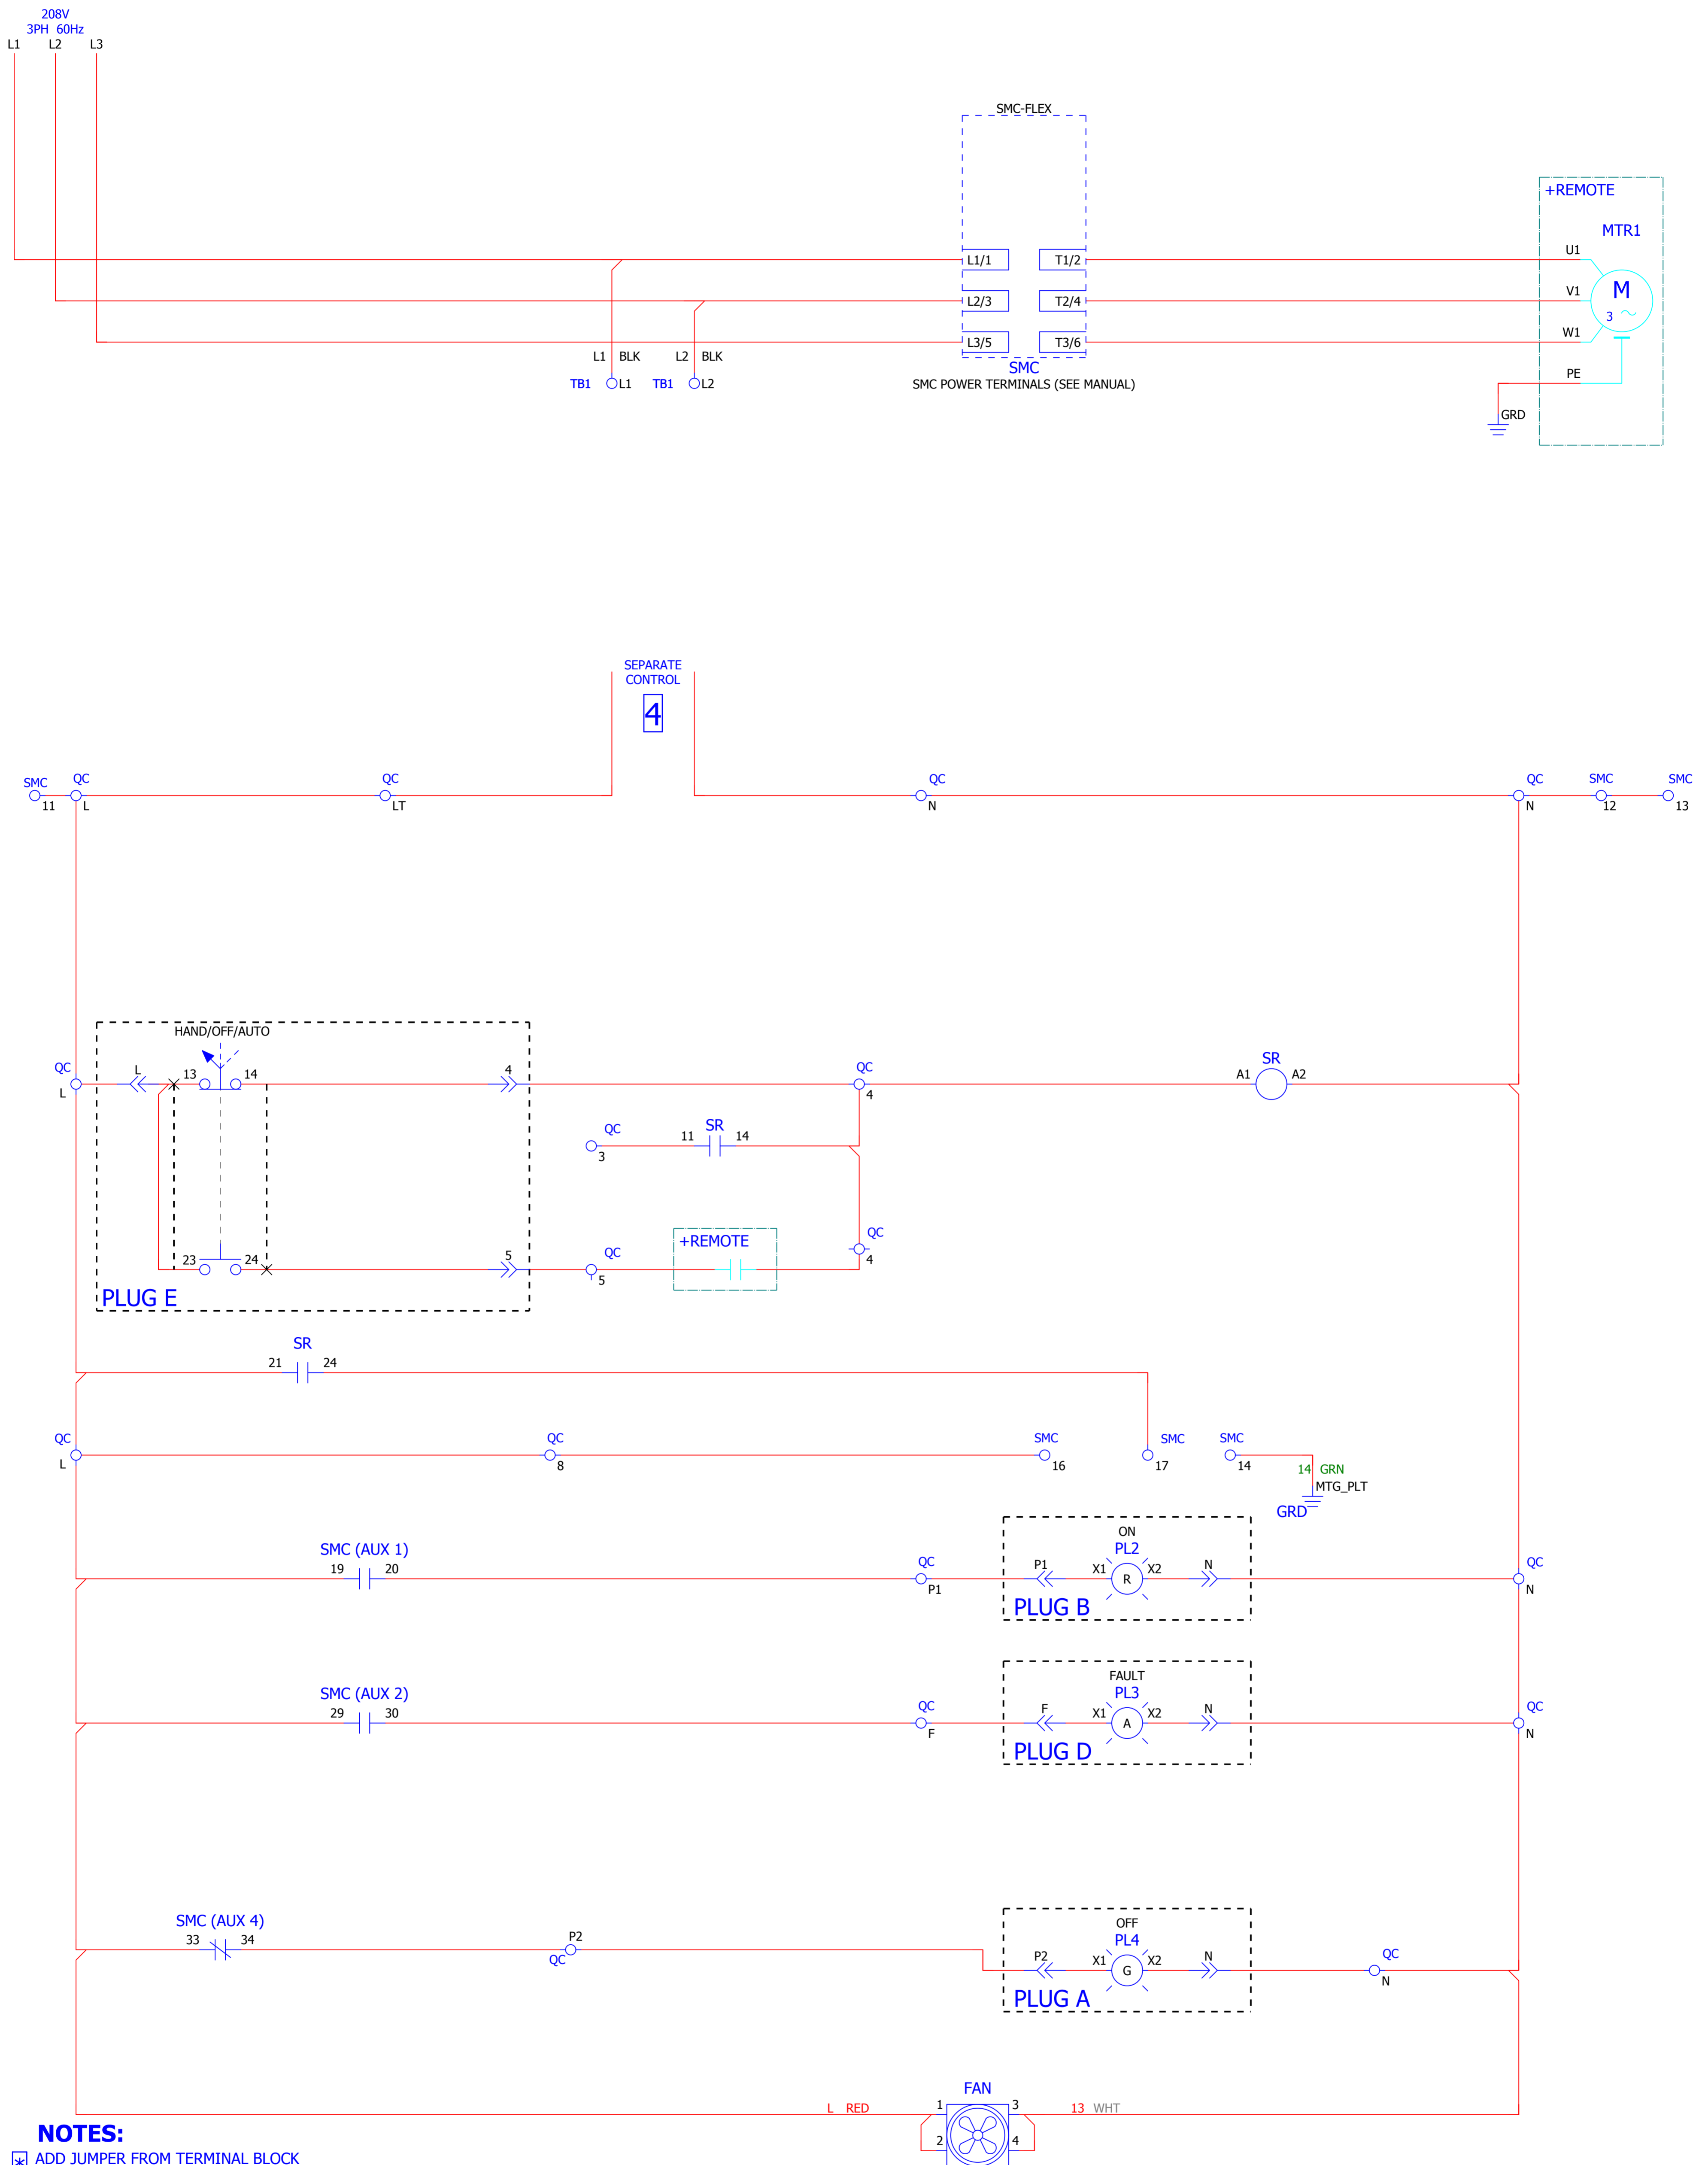 208V
3PH 60Hz
L1 L2 L3
SMC-FLEX
+REMOTE
MTR1
U1
L1/1 T1/2
M
V1
L2/3 T2/4
3
W1
L3/5 T3/6
L1 BLK L2 BLK
SMC
TB1 L1 TB1 L2
SMC POWER TERMINALS (SEE MANUAL)
PE
GRD
SEPARATE
CONTROL
4
SMC QC QC QC QC SMC SMC
11 L LT N N 12 13
HAND/OFF/AUTO
QC L 13 14 4 QC SR
A1 A2
L 4
QC SR
11 14
3
QC
+REMOTE
23 24 5 QC
4
5
PLUG E
SR
21 24
QC QC SMC SMC SMC
L 8 16 17 14
14 GRN
MTG_PLT
GRD
ON
SMC (AUX 1) PL2
19 20 QC P1 X1 R X2 N QC
P1 N
PLUG B
FAULT
SMC (AUX 2) PL3
29 30 QC F X1 A X2 N QC
F N
PLUG D
SMC (AUX 4) OFF
33 34 P2 PL4
QC P2 X1 G X2 N QC
N
PLUG A
FAN
L RED 1 3 13 WHT
2 4
NOTES:
* ADD JUMPER FROM TERMINAL BLOCK